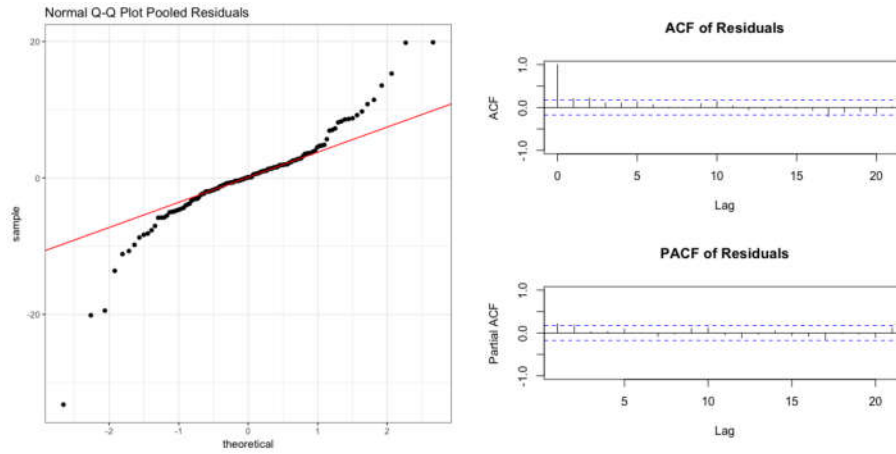 Normal Q-Q Plot Pooled Residuals
20
0
-20
sample
-2
-1
0
1
2
theoretical
ACF of Residuals
1.0
0.0
-1.0
ACF
0
5
10
15
20
Lag
PACF of Residuals
1.0
0.0
-1.0
Partial ACF
5
10
15
20
Lag